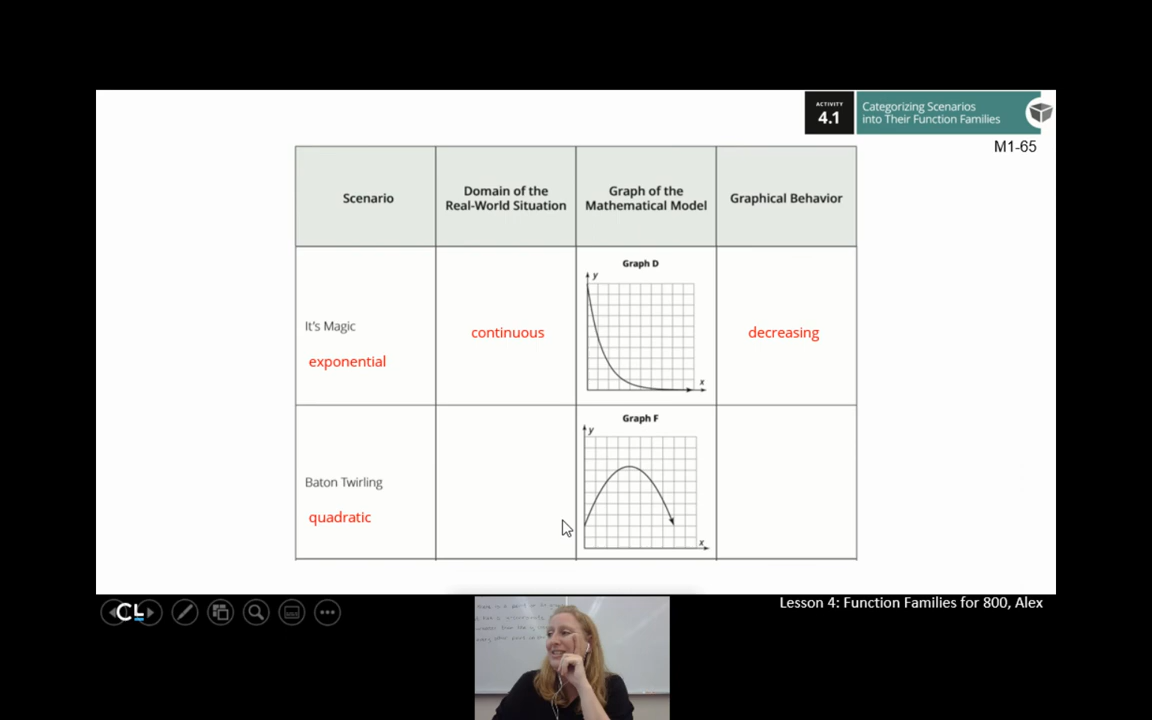 ACTIVITY
4.1
Categorizing Scenarios
into Their Function Families
M1-65
Scenario
Domain of the
Real-World Situation
Graph of the
Mathematical Model
Graphical Behavior
It's Magic
exponential
continuous
Graph D
y
x
decreasing
Baton Twirling
quadratic
Graph F
y
x
CL
Lesson 4: Function Families for 800, Alex